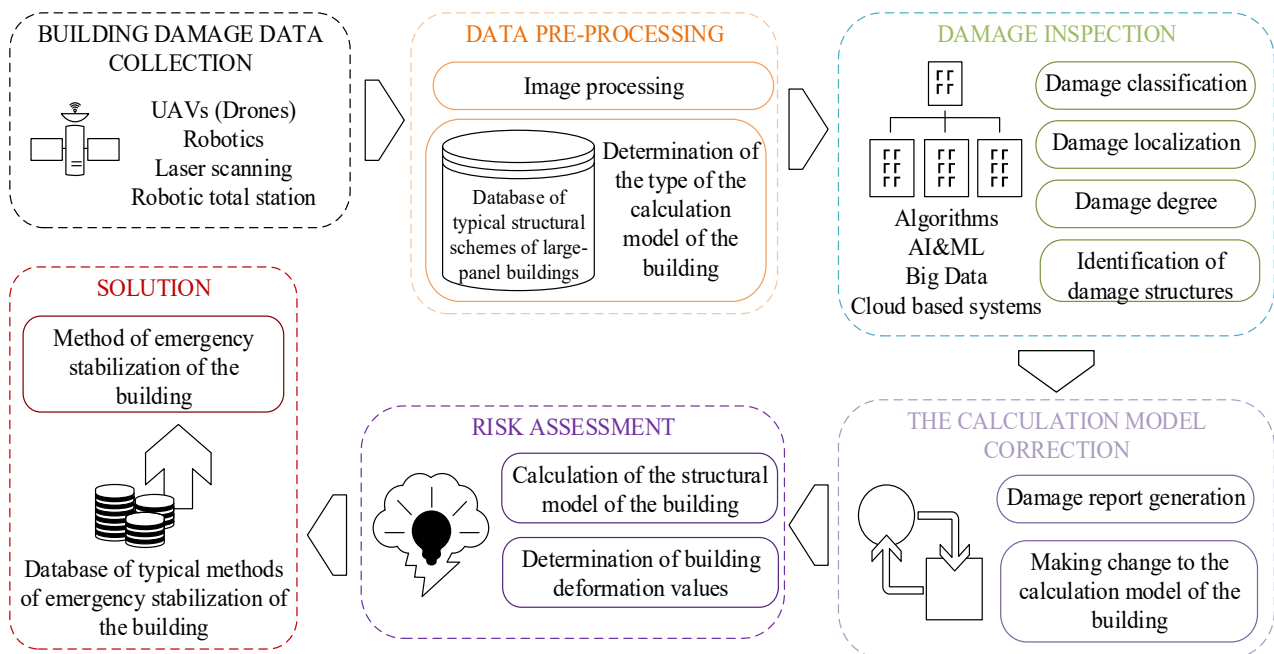 BUILDING DAMAGE DATA
COLLECTION
UAVs (Drones)
Robotics
Laser scanning
Robotic total station
DATA PRE-PROCESSING
Image processing
Database of
typical structural
schemes of large-
panel buildings
Determination of
the type of the
calculation
model of the
building
DAMAGE INSPECTION
Algorithms
AI&ML
Big Data
Cloud based systems
Damage classification
Damage localization
Damage degree
Identification of
damage structures
THE CALCULATION MODEL
CORRECTION
Damage report generation
Making change to the
calculation model of the
building
RISK ASSESSMENT
Calculation of the structural
model of the building
Determination of building
deformation values
SOLUTION
Method of emergency
stabilization of the
building
Database of typical methods
of emergency stabilization of
the building